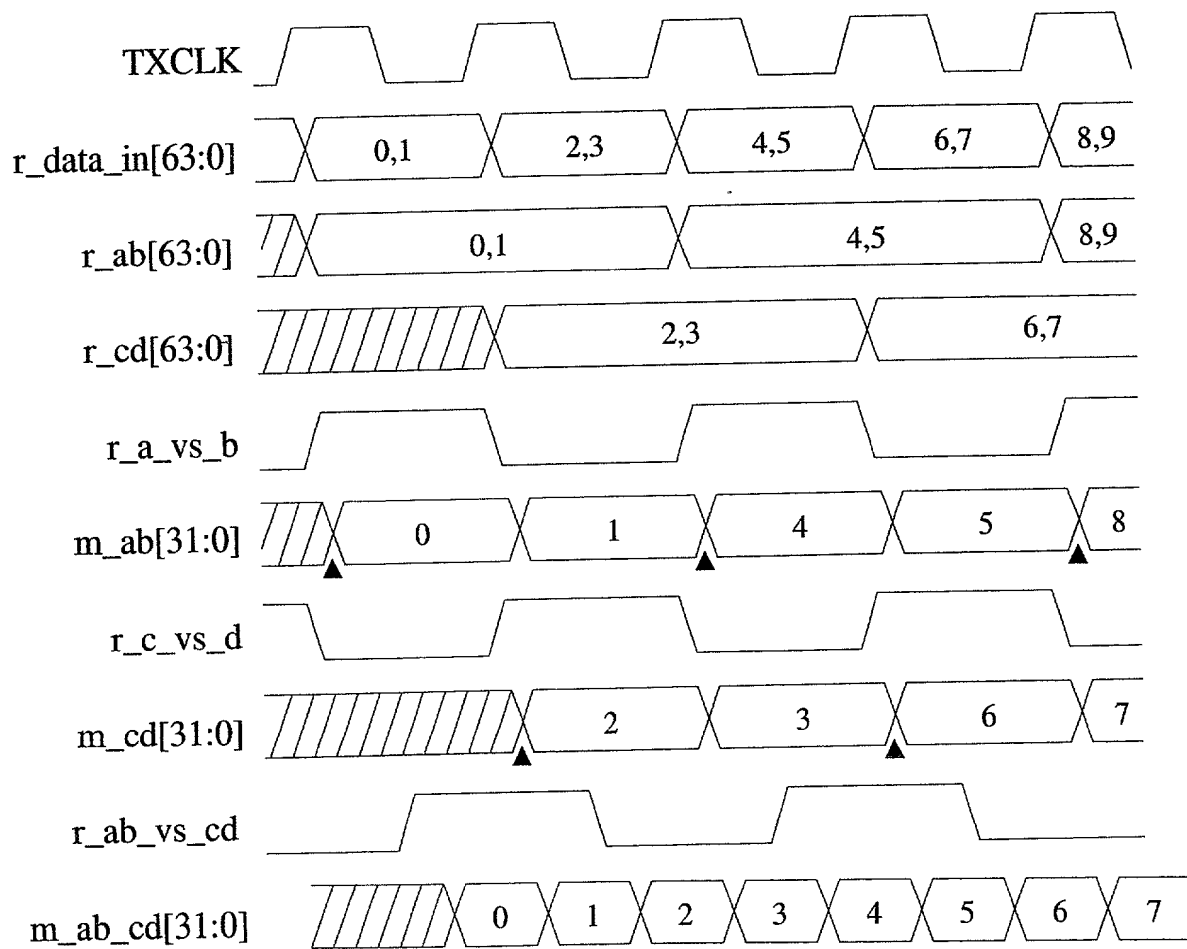 TXCLK
r_data_in[63:0] 0,1 2,3 4,5 6,7 8,9
r_ab[63:0] 0,1 4,5 8,9
r_cd[63:0] 2,3 6,7
r_a_vs_b
m_ab[31:0] 0 1 4 5 8
r_c_vs_d
m_cd[31:0] 2 3 6 7
r_ab_vs_cd
m_ab_cd[31:0] 0 1 2 3 4 5 6 7